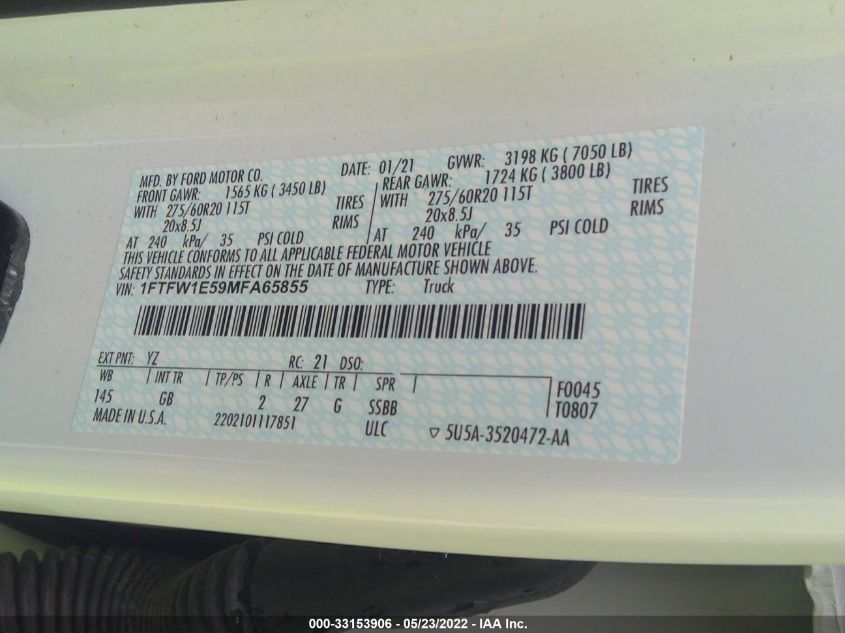 MFD. BY FORD MOTOR CO. DATE: 01/21 GVWR: 3198 KG ( 7050 LB)
FRONT GAWR: 1565 KG ( 3450 LB) REAR GAWR: 1724 KG ( 3800 LB)
WITH 275/60R20 115T TIRES WITH 275/60R20 115T TIRES
20x8.5J RIMS 20x8.5J RIMS
AT 240 kPa/ 35 PSI COLD AT 240 kPa/ 35 PSI COLD
THIS VEHICLE CONFORMS TO ALL APPLICABLE FEDERAL MOTOR VEHICLE
SAFETY STANDARDS IN EFFECT ON THE DATE OF MANUFACTURE SHOWN ABOVE.
VIN: 1FTFW1E59MFA65855 TYPE: Truck
EXT PNT: YZ RC: 21 DSO:
WB INT TR TP/PS R AXLE TR SPR F0045
145 GB 2 27 G SSBB T0807
MADE IN U.S.A. 2202101117851 ULC ▽ 5U5A-3520472-AA
000-33153906 - 05/23/2022 - IAA Inc.